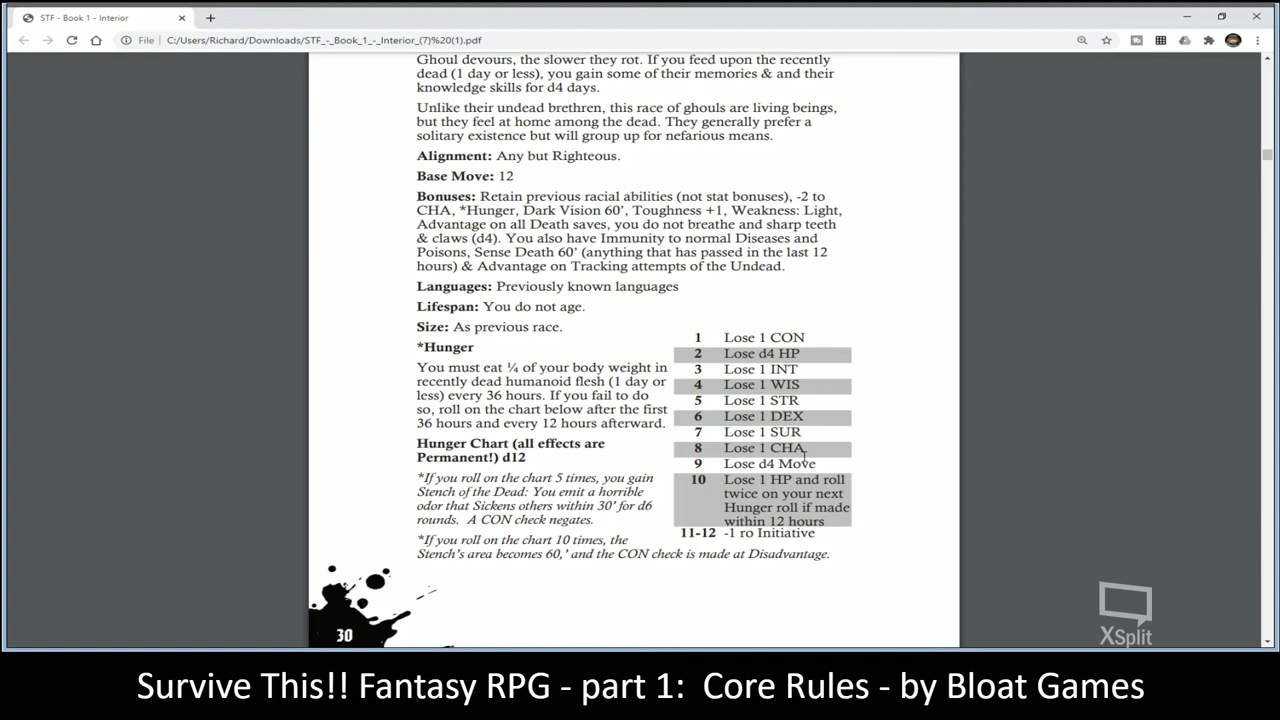 STF - Book 1 - Interior
File
C:/Users/Richard/Downloads/STF_-_Book_1_-_Interior_(7)%20(1).pdf
Ghoul devours, the slower they rot. If you feed upon the recently
dead (1 day or less), you gain some of their memories & and their
knowledge skills for d4 days.
Unlike their undead brethren, this race of ghouls are living beings,
but they feel at home among the dead. They generally prefer a
solitary existence but will group up for nefarious means.
Alignment: Any but Righteous.
Base Move: 12
Bonuses: Retain previous racial abilities (not stat bonuses), -2 to
CHA, *Hunger, Dark Vision 60', Toughness +1, Weakness: Light,
Advantage on all Death saves, you do not breathe and sharp teeth
& claws (d4). You also have Immunity to normal Diseases and
Poisons, Sense Death 60' (anything that has passed in the last 12
hours) & Advantage on Tracking attempts of the Undead.
Languages: Previously known languages
Lifespan: You do not age.
Size: As previous race.
*Hunger
You must eat ¼ of your body weight in
recently dead humanoid flesh (1 day or
less) every 36 hours. If you fail to do
so, roll on the chart below after the first
36 hours and every 12 hours afterward.
Hunger Chart (all effects are
Permanent!) d12
*If you roll on the chart 5 times, you gain
Stench of the Dead: You emit a horrible
odor that Sickens others within 30' for d6
rounds. A CON check negates.
*If you roll on the chart 10 times, the
Stench's area becomes 60,' and the CON check is made at Disadvantage.
1 Lose 1 CON
2 Lose d4 HP
3 Lose 1 INT
4 Lose 1 WIS
5 Lose 1 STR
6 Lose 1 DEX
7 Lose 1 SUR
8 Lose 1 CHA
9 Lose d4 Move
10 Lose 1 HP and roll
twice on your next
Hunger roll if made
within 12 hours
11-12 -1 ro Initiative
30
XSplit
Survive This!! Fantasy RPG - part 1: Core Rules - by Bloat Games